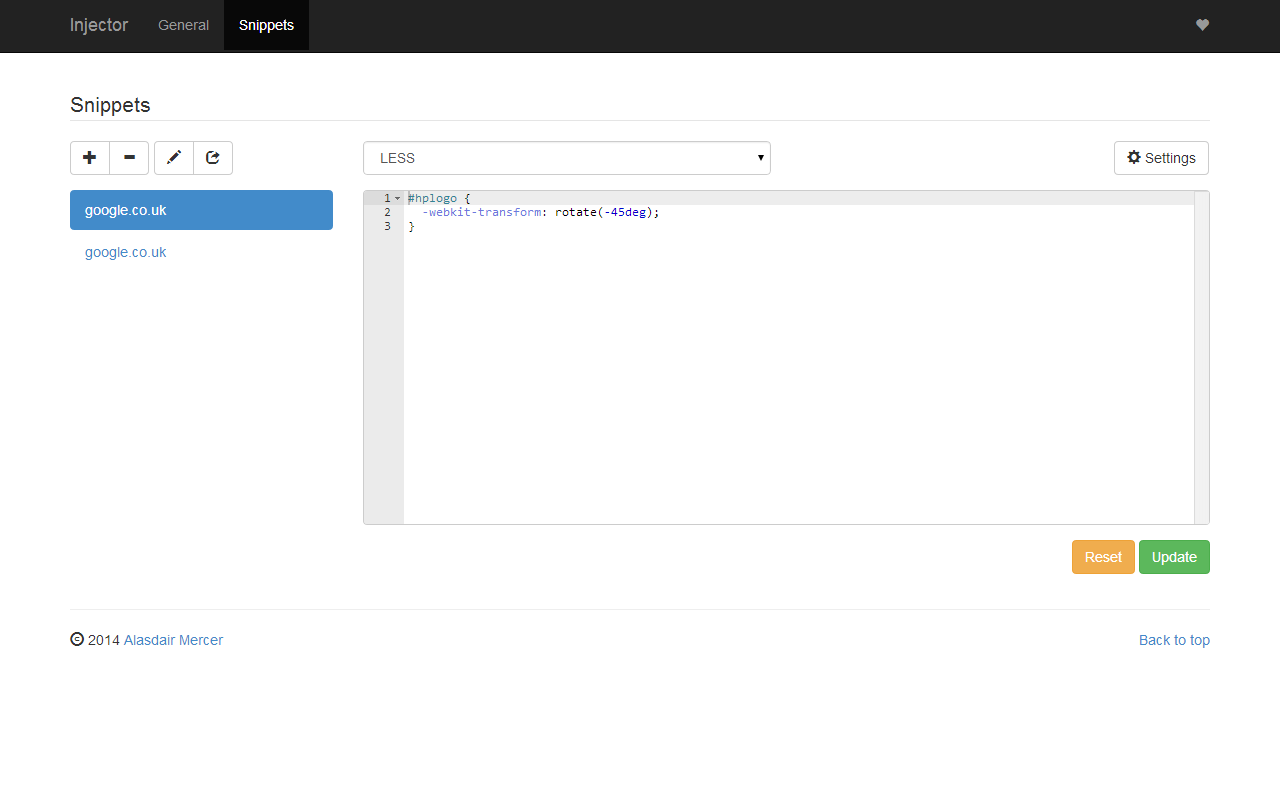 Injector General Snippets
Snippets
LESS Settings
google.co.uk
google.co.uk
1 #hplogo {
2 -webkit-transform: rotate(-45deg);
3 }
Reset Update
© 2014 Alasdair Mercer Back to top